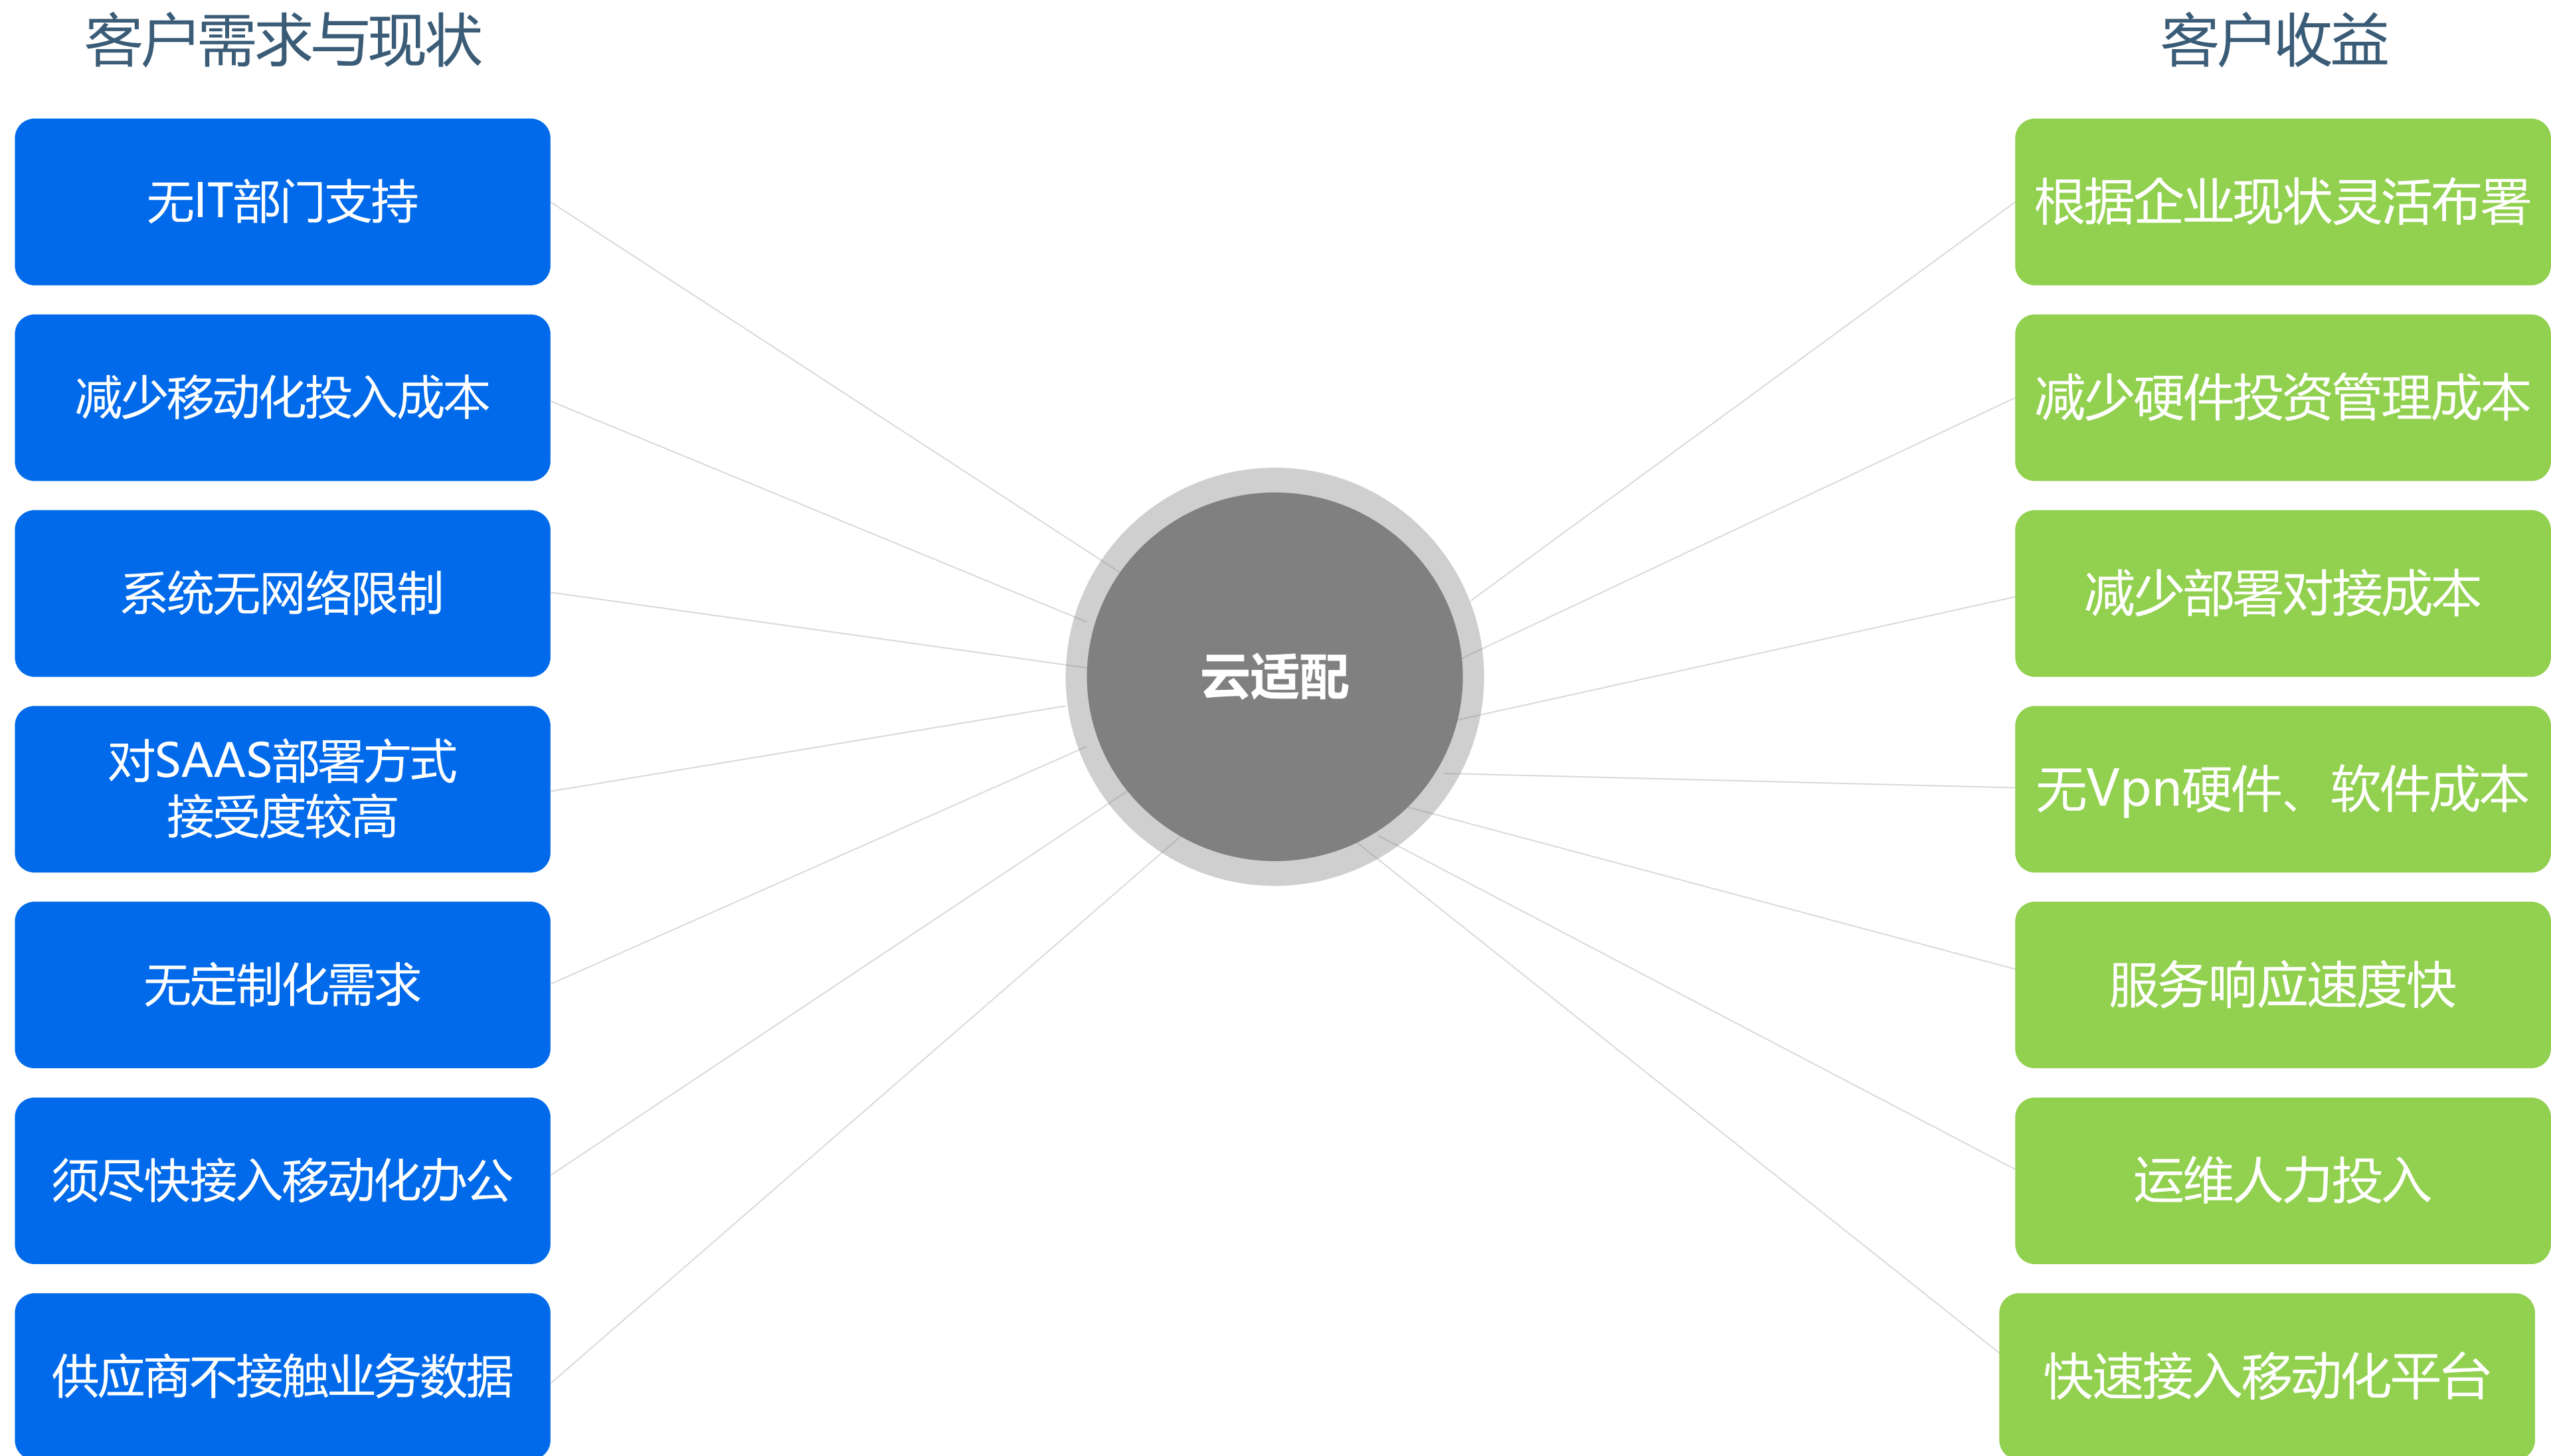 客户需求与现状
无IT部门支持
减少移动化投入成本
系统无网络限制
对SAAS部署方式
接受度较高
无定制化需求
须尽快接入移动化办公
供应商不接触业务数据
云适配
客户收益
根据企业现状灵活布署
减少硬件投资管理成本
减少部署对接成本
无Vpn硬件、软件成本
服务响应速度快
运维人力投入
快速接入移动化平台